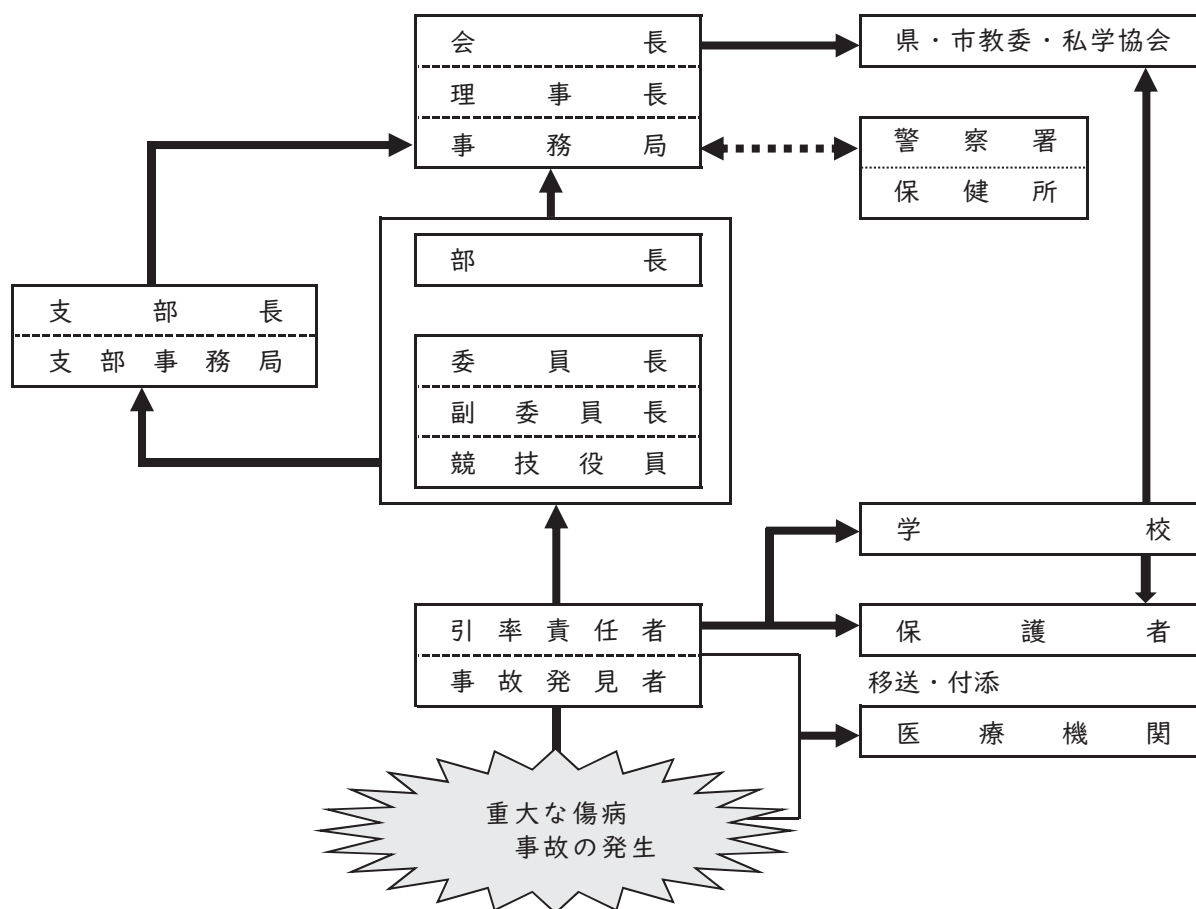 会長
理事長
事務局
県・市教委・私学協会
警察署
保健所
部長
支部長
支部事務局
委員長
副委員長
競技役員
学校
引率責任者
事故発見者
保護者
移送・付添
医療機関
重大な傷病
事故の発生